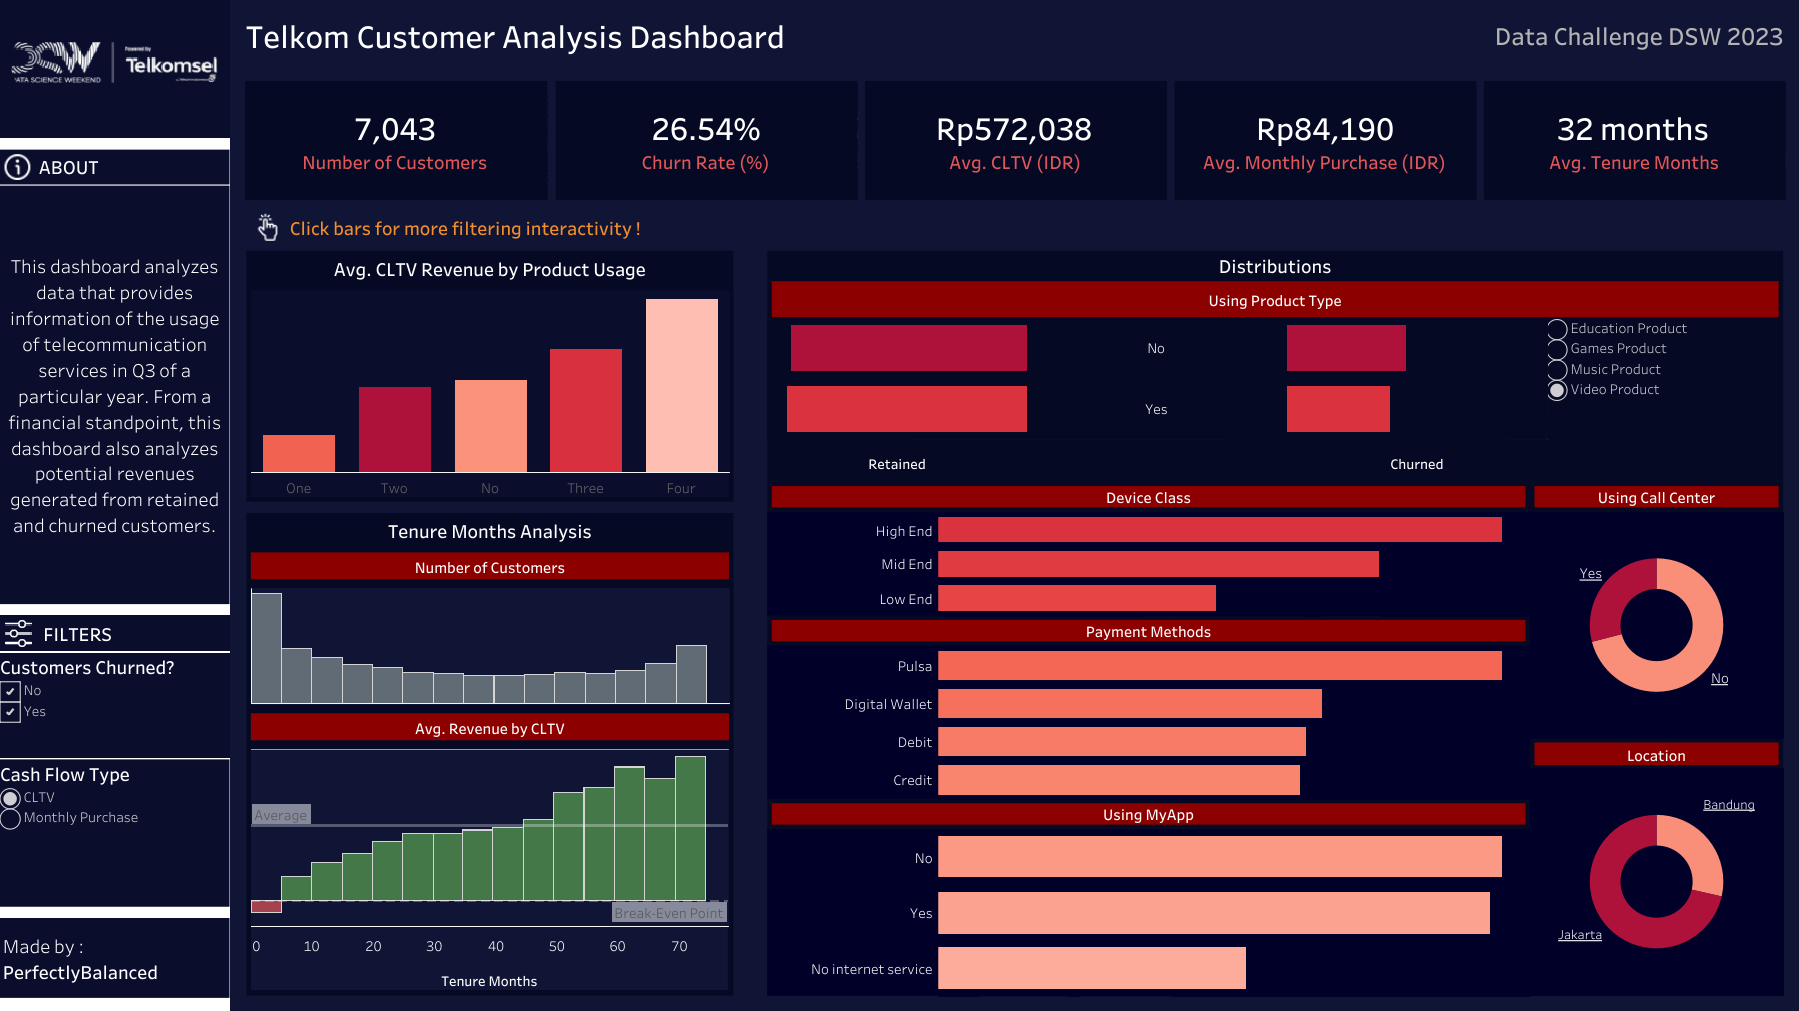 Powered by
Telkomsel
DATA SCIENCE WEEKEND
Telkom Customer Analysis Dashboard
Data Challenge DSW 2023
7,043
Number of Customers
26.54%
Churn Rate (%)
Rp572,038
Avg. CLTV (IDR)
Rp84,190
Avg. Monthly Purchase (IDR)
32 months
Avg. Tenure Months
ABOUT
This dashboard analyzes
data that provides
information of the usage
of telecommunication
services in Q3 of a
particular year. From a
financial standpoint, this
dashboard also analyzes
potential revenues
generated from retained
and churned customers.
FILTERS
Customers Churned?
No
Yes
Cash Flow Type
CLTV
Monthly Purchase
Made by :
PerfectlyBalanced
Click bars for more filtering interactivity !
Avg. CLTV Revenue by Product Usage
One Two No Three Four
Tenure Months Analysis
Number of Customers
Avg. Revenue by CLTV
Average
Break-Even Point
0 10 20 30 40 50 60 70
Tenure Months
Distributions
Using Product Type
No
Yes
Retained Churned
Education Product
Games Product
Music Product
Video Product
Device Class
High End
Mid End
Low End
Payment Methods
Pulsa
Digital Wallet
Debit
Credit
Using MyApp
No
Yes
No internet service
Using Call Center
Yes
No
Location
Bandung
Jakarta